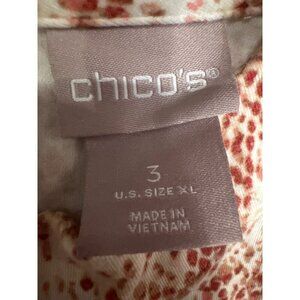 chico's®
3
U.S. SIZE XL
MADE IN
VIETNAM